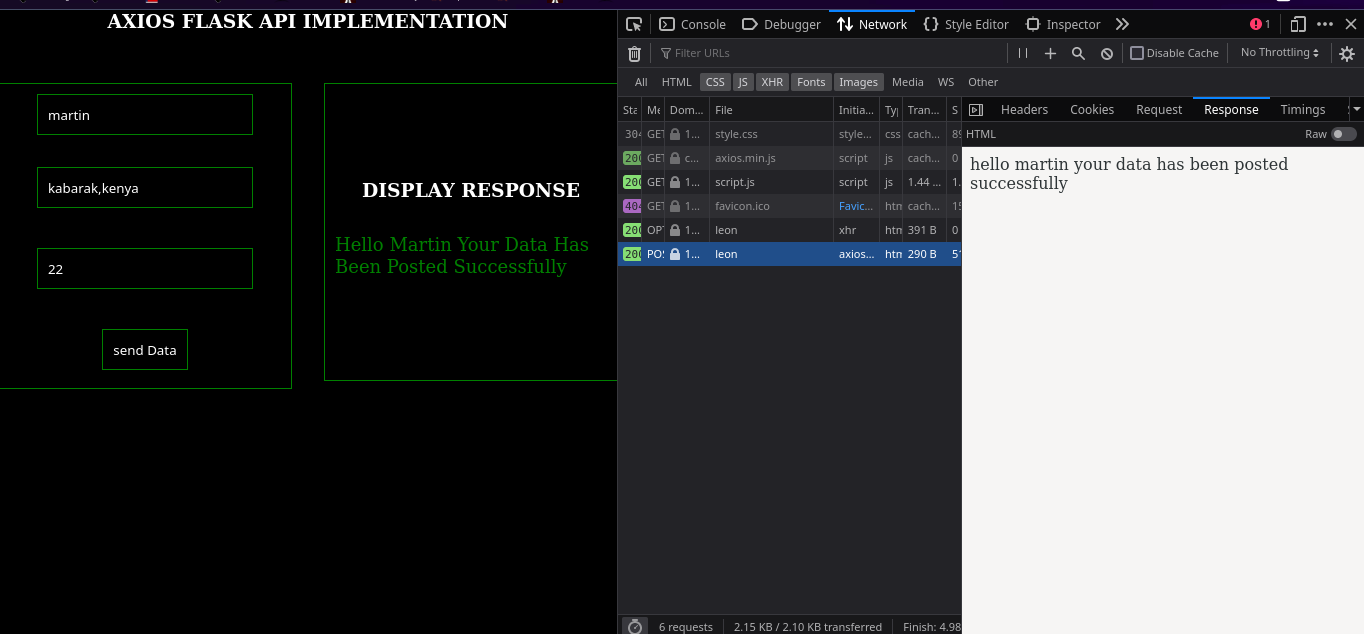 AXIOS FLASK API IMPLEMENTATION
martin
kabarak,kenya
22
send Data
DISPLAY RESPONSE
Hello Martin Your Data Has
Been Posted Successfully
Console Debugger Network Style Editor Inspector 1
Filter URLs Disable Cache No Throttling
All HTML CSS JS XHR Fonts Images Media WS Other
Sta Me Dom... File Initia... Ty Tran... S
304 GET 1... style.css style... css cach... 89
200 GET c... axios.min.js script js cach... 0
200 GET 1... script.js script js 1.44 ... 1.
404 GET 1... favicon.ico Favic... htm cach... 15
200 OP 1... leon xhr htm 391 B 0
200 POS 1... leon axios... htm 290 B 51
6 requests 2.15 KB / 2.10 KB transferred Finish: 4.98
Headers Cookies Request Response Timings
HTML Raw
hello martin your data has been posted
successfully